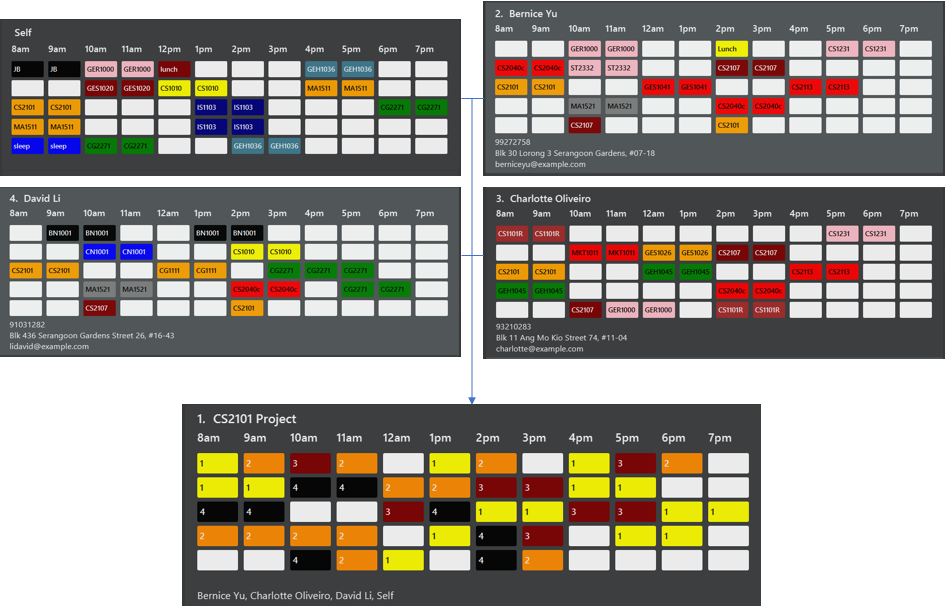 Self
8am 9am 10am 11am 12pm 1pm 2pm 3pm 4pm 5pm 6pm 7pm
JB JB GER1000 GER1000 lunch GEH1036 GEH1036
GES1020 GES1020 CS1010 CS1010 MA1511 MA1511
CS2101 CS2101 IS1103 IS1103 CG2271 CG2271
MA1511 MA1511 IS1103 IS1103
sleep sleep CG2271 CG2271 GEH1036 GEH1036
2. Bernice Yu
8am 9am 10am 11am 12am 1pm 2pm 3pm 4pm 5pm 6pm 7pm
GER1000 GER1000 Lunch CS1231 CS1231
CS2040c CS2040c ST2332 ST2332 CS2107 CS2107
CS2101 CS2101 GES1041 GES1041 CS2113 CS2113
MA1521 MA1521 CS2040c CS2040c
CS2107 CS2101
99272758
Blk 30 Lorong 3 Serangoon Gardens, #07-18
berniceyu@example.com
4. David Li
8am 9am 10am 11am 12am 1pm 2pm 3pm 4pm 5pm 6pm 7pm
BN1001 BN1001 BN1001 BN1001
CN1001 CN1001 CS1010 CS1010
CS2101 CS2101 CG1111 CG1111 CG2271 CG2271 CG2271
MA1521 MA1521 CS2040c CS2040c CG2271 CG2271
CS2107 CS2101
91031282
Blk 436 Serangoon Gardens Street 26, #16-43
lidavid@example.com
3. Charlotte Oliveiro
8am 9am 10am 11am 12am 1pm 2pm 3pm 4pm 5pm 6pm 7pm
CS1101R CS1101R CS1231 CS1231
MKT1011 MKT1011 GES1026 GES1026 CS2107 CS2107
CS2101 CS2101 GEH1045 GEH1045 CS2113 CS2113
GEH1045 GEH1045 CS2040c CS2040c
CS2107 GER1000 GER1000 CS1101R CS1101R
93210283
Blk 11 Ang Mo Kio Street 74, #11-04
charlotte@example.com
1. CS2101 Project
8am 9am 10am 11am 12am 1pm 2pm 3pm 4pm 5pm 6pm 7pm
1 2 3 2 1 2 1 3 2
1 1 4 4 2 2 3 3 1 1
4 4 3 4 1 1 3 3 1 1
2 2 2 2 1 4 3 1 1
4 2 1 4 2
Bernice Yu, Charlotte Oliveiro, David Li, Self